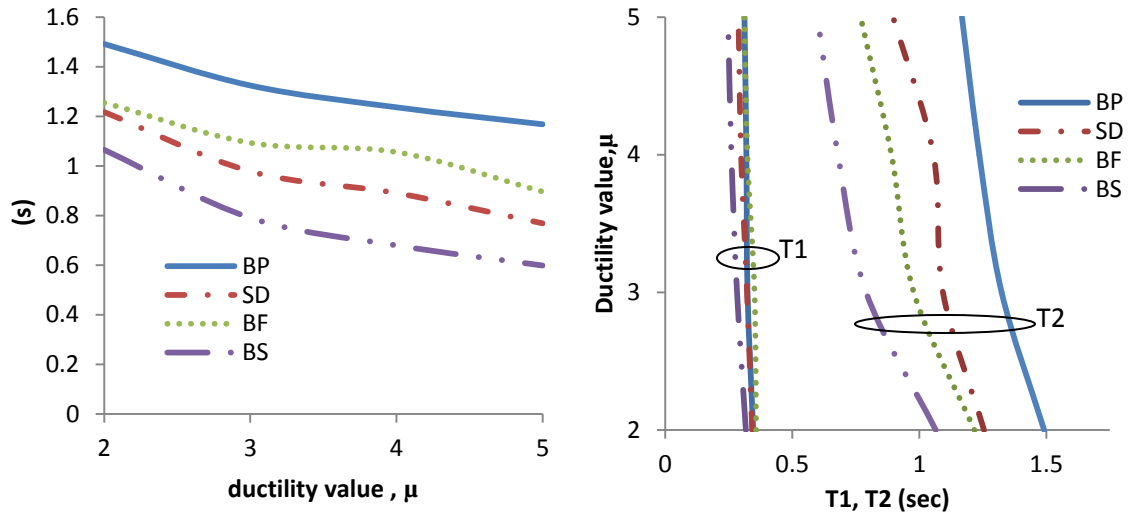 1.6
1.4
1.2
1
0.8
0.6
0.4
0.2
0
(s)
BP
SD
BF
BS
2 3 4 5
ductility value , μ
5
4
3
2
Ductility value,μ
T1
T2
BP
SD
BF
BS
0 0.5 1 1.5
T1, T2 (sec)